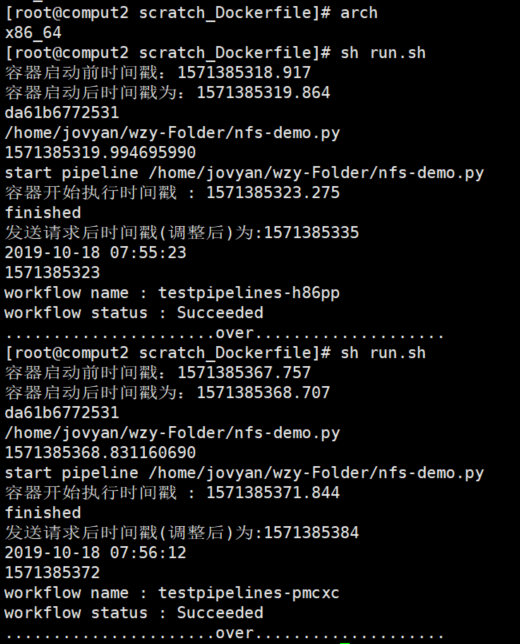 [root@comput2 scratch_Dockerfile]# arch
x86_64
[root@comput2 scratch_Dockerfile]# sh run.sh
容器启动前时间戳：1571385318.917
容器启动后时间戳为：1571385319.864
da61b6772531
/home/jovyan/wzy-Folder/nfs-demo.py
1571385319.994695990
start pipeline /home/jovyan/wzy-Folder/nfs-demo.py
容器开始执行时间戳 : 1571385323.275
finished
发送请求后时间戳(调整后)为:1571385335
2019-10-18 07:55:23
1571385323
workflow name : testpipelines-h86pp
workflow status : Succeeded
......................over....................
[root@comput2 scratch_Dockerfile]# sh run.sh
容器启动前时间戳：1571385367.757
容器启动后时间戳为：1571385368.707
da61b6772531
/home/jovyan/wzy-Folder/nfs-demo.py
1571385368.831160690
start pipeline /home/jovyan/wzy-Folder/nfs-demo.py
容器开始执行时间戳 : 1571385371.844
finished
发送请求后时间戳(调整后)为:1571385384
2019-10-18 07:56:12
1571385372
workflow name : testpipelines-pmcxc
workflow status : Succeeded
......................over....................